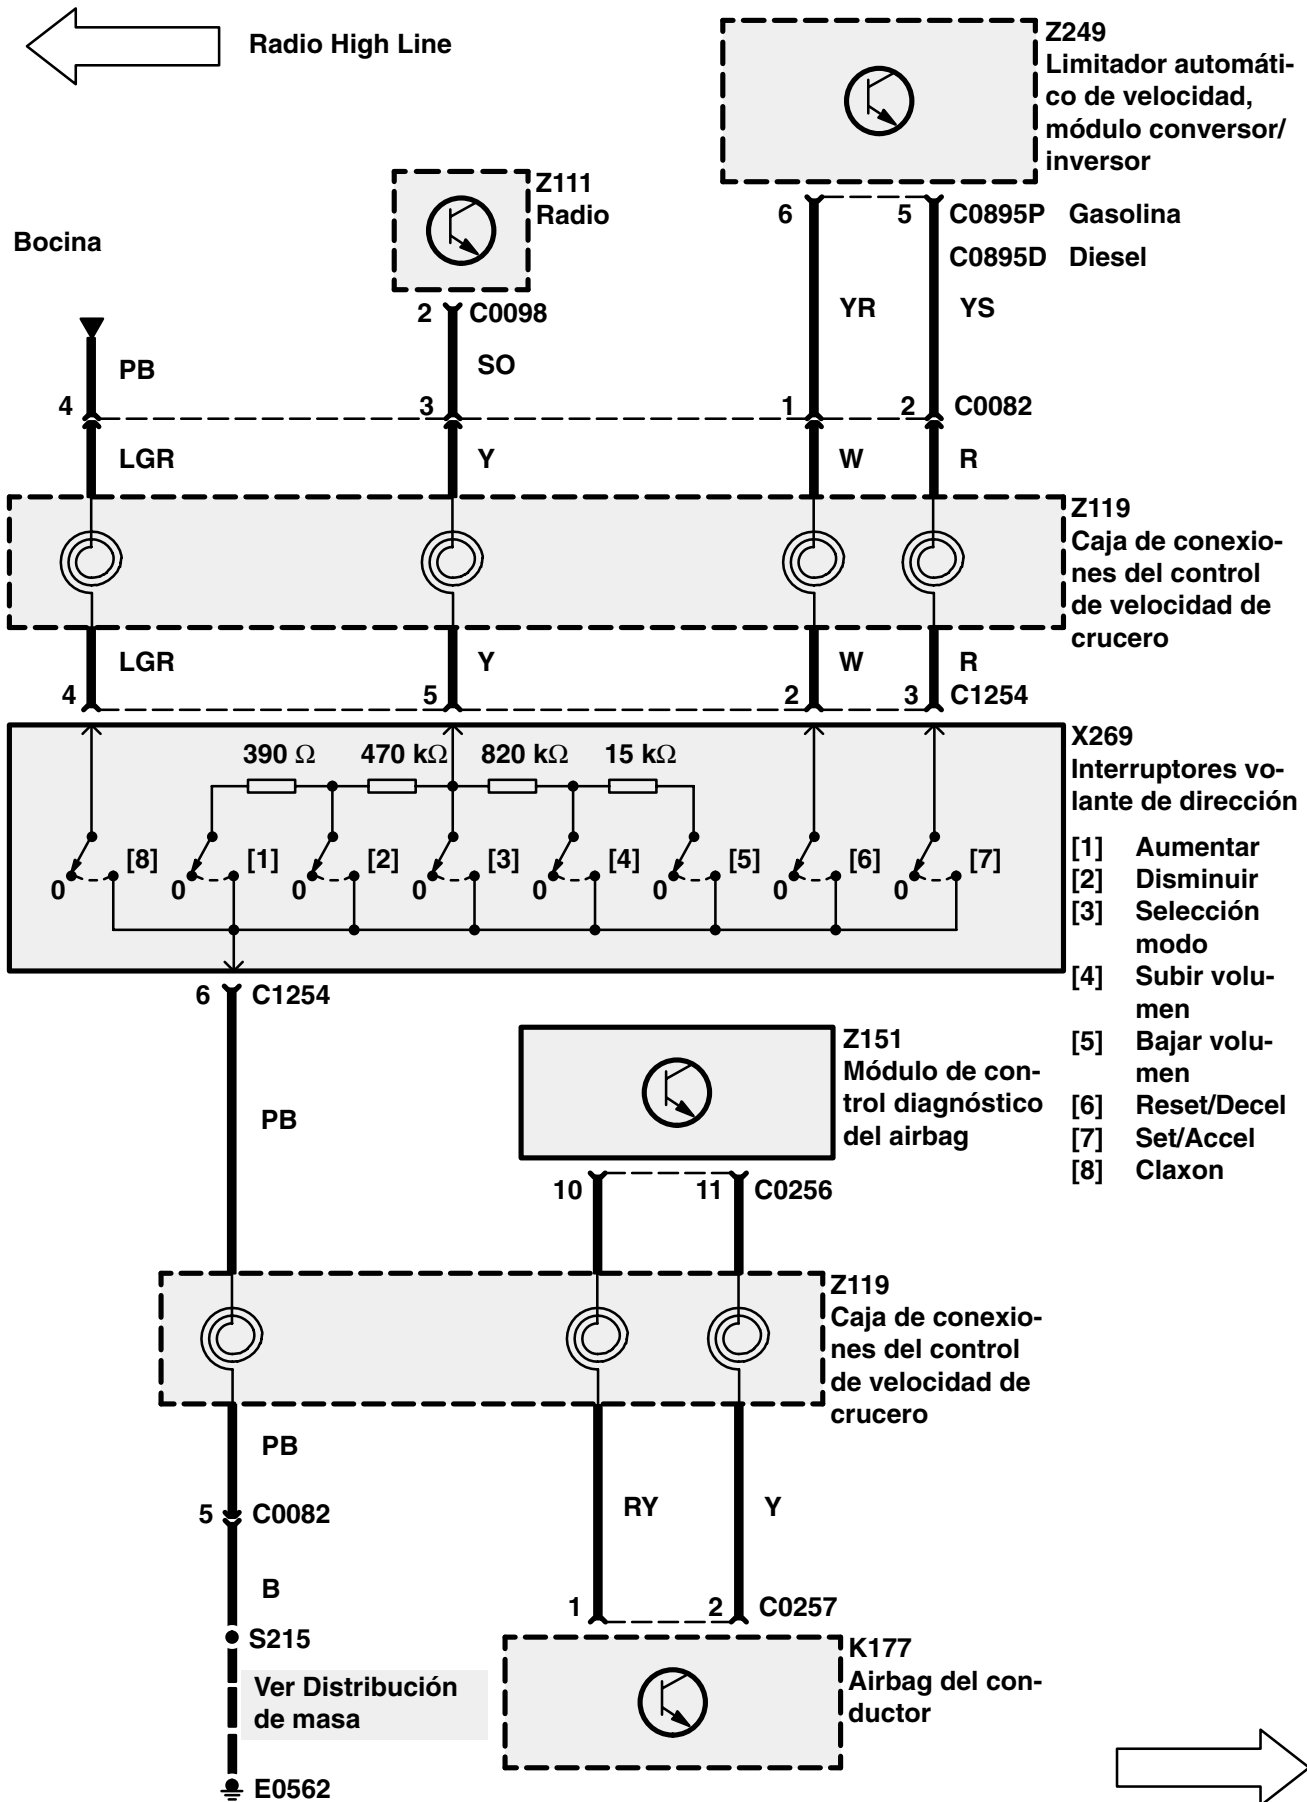 Radio High Line
Z249
Limitador automáti-
co de velocidad,
módulo conversor/
inversor
Z111
Radio
Bocina
6
5
C0895P Gasolina
C0895D Diesel
2
C0098
YR
YS
PB
SO
4
3
1
2
C0082
LGR
Y
W
R
Z119
Caja de conexio-
nes del control
de velocidad de
crucero
LGR
Y
W
R
4
5
2
3
C1254
390 Ω
470 kΩ
820 kΩ
15 kΩ
X269
Interruptores vo-
lante de dirección
0
[8]
0
[1]
0
[2]
0
[3]
0
[4]
0
[5]
0
[6]
0
[7]
[1] Aumentar
[2] Disminuir
[3] Selección
modo
[4] Subir volu-
men
[5] Bajar volu-
men
[6] Reset/Decel
[7] Set/Accel
[8] Claxon
6
C1254
PB
Z151
Módulo de con-
trol diagnóstico
del airbag
10
11
C0256
Z119
Caja de conexio-
nes del control
de velocidad de
crucero
PB
5
C0082
RY
Y
B
1
2
C0257
S215
K177
Airbag del con-
ductor
Ver Distribución
de masa
E0562